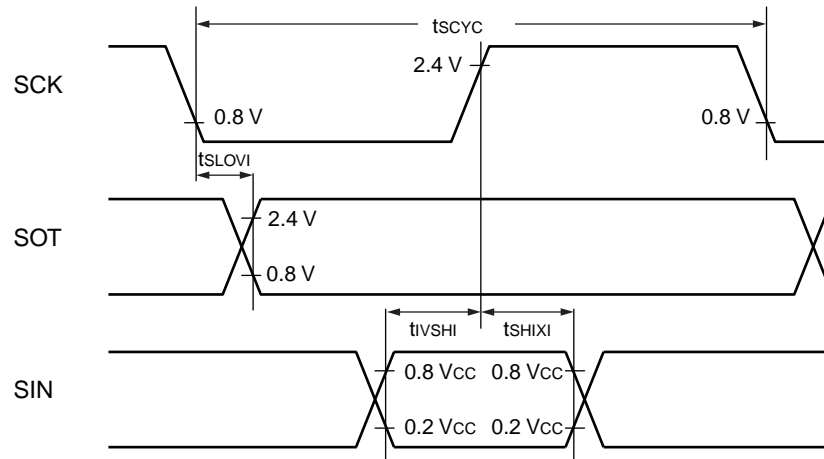 tSCYC
SCK
2.4 V
0.8 V
0.8 V
tSLOVI
SOT
2.4 V
0.8 V
tIVSHI
tSHIXI
SIN
0.8 VCC
0.8 VCC
0.2 VCC
0.2 VCC